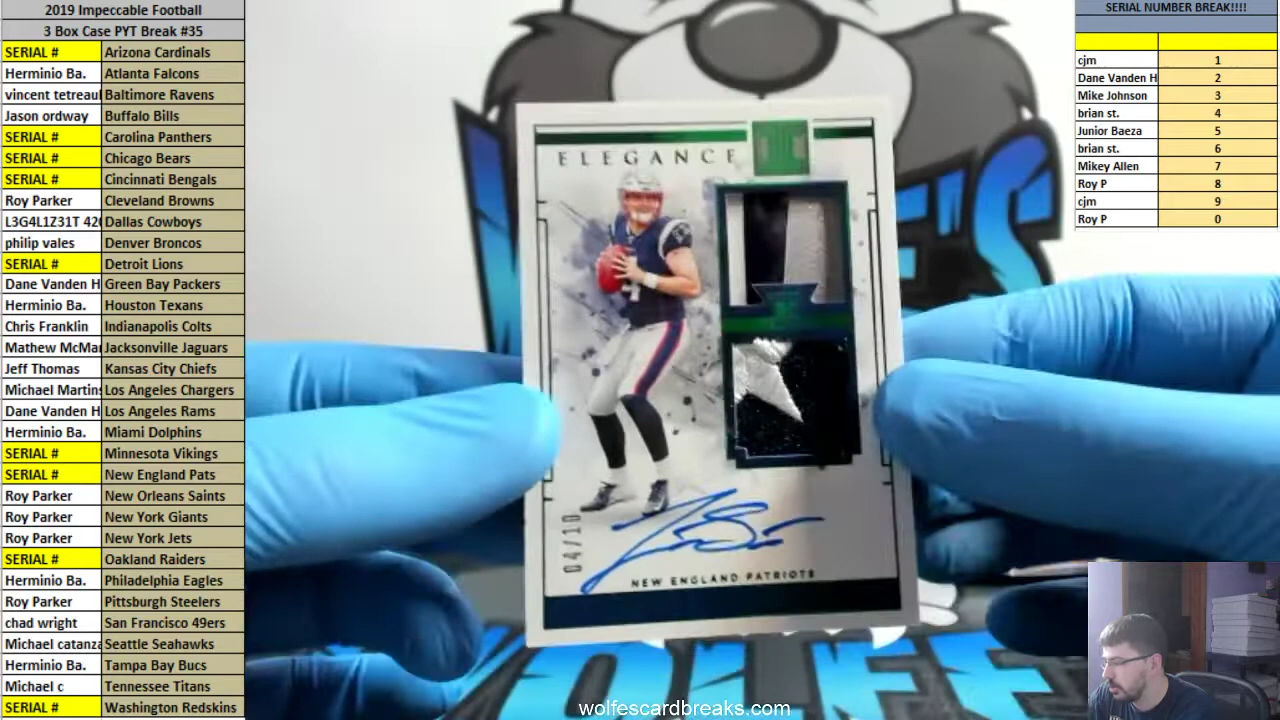 2019 Impeccable Football
3 Box Case PYT Break #35
SERIAL # Arizona Cardinals
Herminio Ba. Atlanta Falcons
vincent tetreaul Baltimore Ravens
Jason ordway Buffalo Bills
SERIAL # Carolina Panthers
SERIAL # Chicago Bears
SERIAL # Cincinnati Bengals
Roy Parker Cleveland Browns
L3G4L1Z31T 420 Dallas Cowboys
philip vales Denver Broncos
SERIAL # Detroit Lions
Dane Vanden H Green Bay Packers
Herminio Ba. Houston Texans
Chris Franklin Indianapolis Colts
Mathew McMa Jacksonville Jaguars
Jeff Thomas Kansas City Chiefs
Michael Martins Los Angeles Chargers
Dane Vanden H Los Angeles Rams
Herminio Ba. Miami Dolphins
SERIAL # Minnesota Vikings
SERIAL # New England Pats
Roy Parker New Orleans Saints
Roy Parker New York Giants
Roy Parker New York Jets
SERIAL # Oakland Raiders
Herminio Ba. Philadelphia Eagles
Roy Parker Pittsburgh Steelers
chad wright San Francisco 49ers
Michael catanza Seattle Seahawks
Herminio Ba. Tampa Bay Bucs
Michael c Tennessee Titans
SERIAL # Washington Redskins
ELEGANCE
04/10
NEW ENGLAND PATRIOTS
wolfescardbreaks.com
SERIAL NUMBER BREAK!!!!
cjm 1
Dane Vanden H 2
Mike Johnson 3
brian st. 4
Junior Baeza 5
brian st. 6
Mikey Allen 7
Roy P 8
cjm 9
Roy P 0